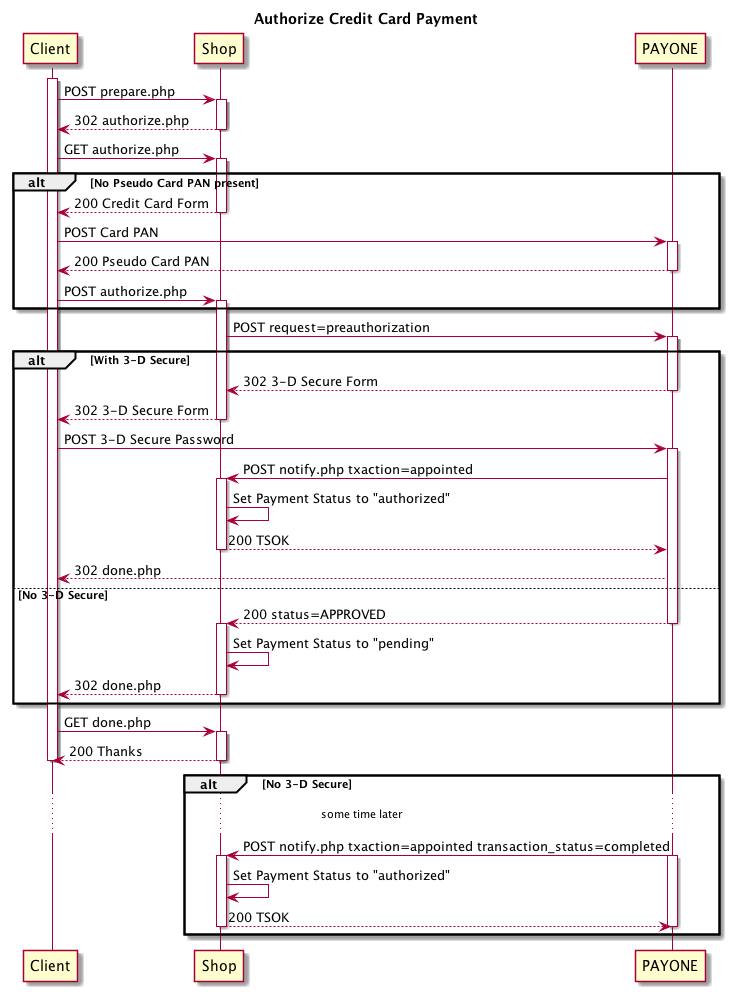 Authorize Credit Card Payment
Client Shop PAYONE
POST prepare.php
302 authorize.php
GET authorize.php
alt [No Pseudo Card PAN present]
200 Credit Card Form
POST Card PAN
200 Pseudo Card PAN
POST authorize.php
POST request=preauthorization
alt [With 3-D Secure]
302 3-D Secure Form
302 3-D Secure Form
POST 3-D Secure Password
POST notify.php txaction=appointed
Set Payment Status to "authorized"
200 TSOK
302 done.php
[No 3-D Secure]
200 status=APPROVED
Set Payment Status to "pending"
302 done.php
GET done.php
200 Thanks
alt [No 3-D Secure]
some time later
POST notify.php txaction=appointed transaction_status=completed
Set Payment Status to "authorized"
200 TSOK
Client Shop PAYONE